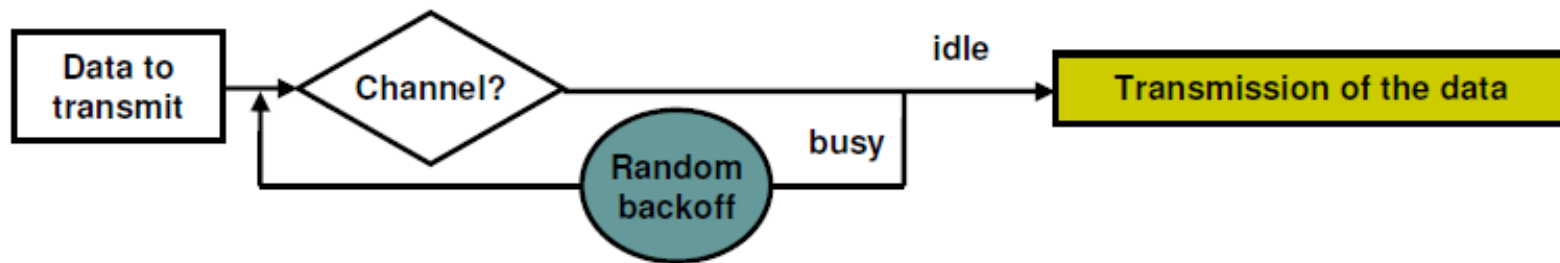 Data to
transmit
Channel?
idle
Transmission of the data
busy
Random
backoff